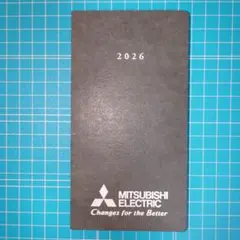 2026
MITSUBISHI
ELECTRIC
Changes for the Better